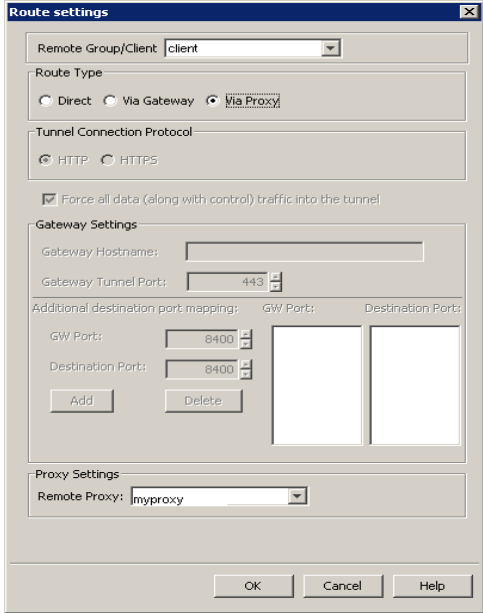 Route settings
Remote Group/Client client
Route Type
Direct Via Gateway Via Proxy
Tunnel Connection Protocol
HTTP HTTPS
Force all data (along with control) traffic into the tunnel
Gateway Settings
Gateway Hostname:
Gateway Tunnel Port: 443
Additional destination port mapping: GW Port: Destination Port:
GW Port: 8400
Destination Port: 8400
Add Delete
Proxy Settings
Remote Proxy: myproxy
OK Cancel Help